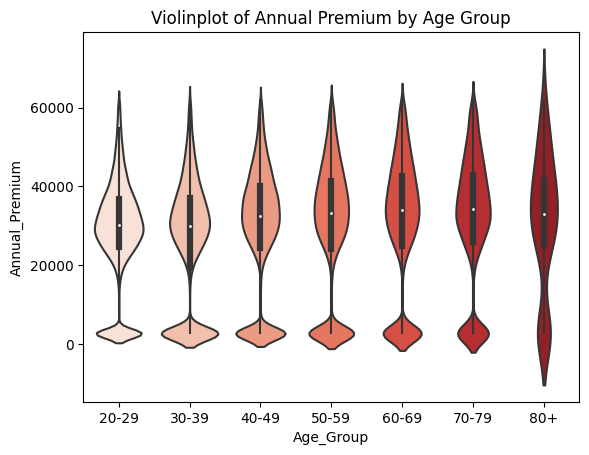 Violinplot of Annual Premium by Age Group
Annual_Premium
60000
40000
20000
0
20-29 30-39 40-49 50-59 60-69 70-79 80+
Age_Group